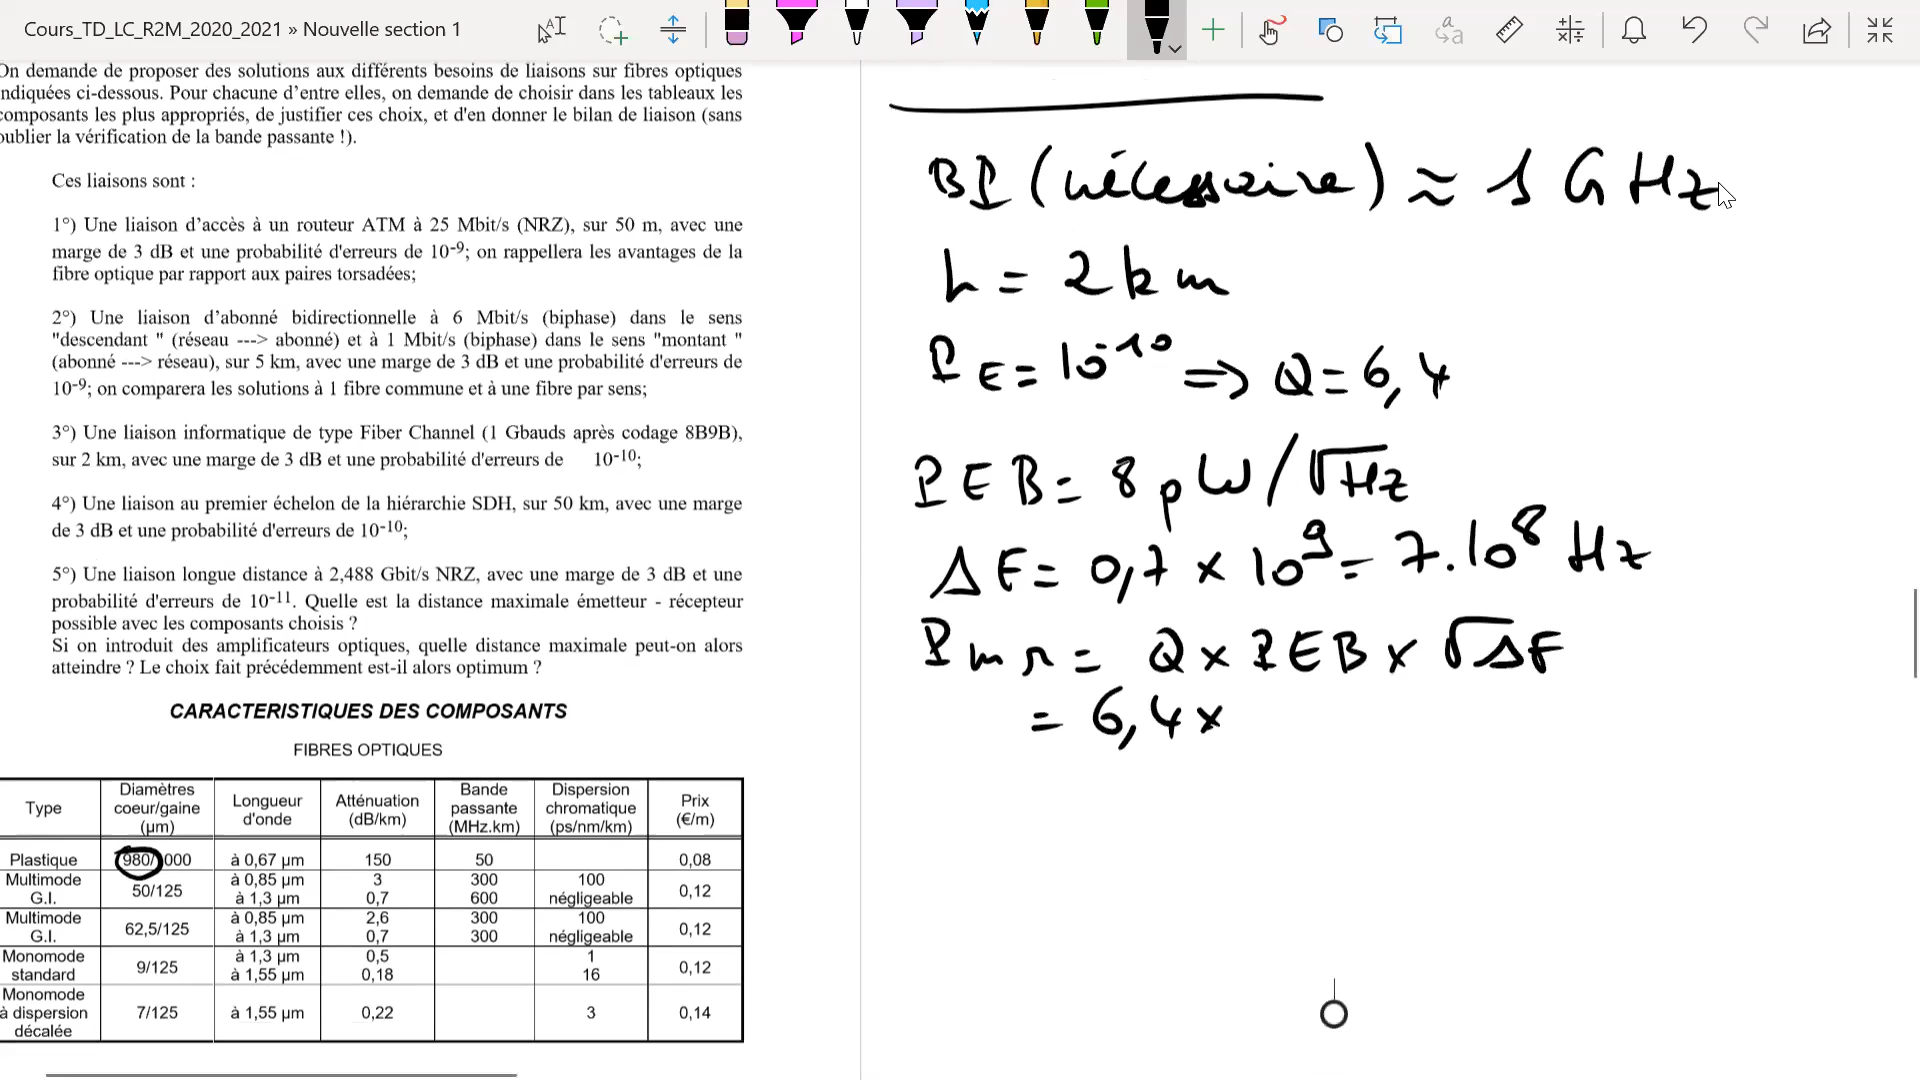 Cours_TD_LC_R2M_2020_2021 » Nouvelle section 1
On demande de proposer des solutions aux différents besoins de liaisons sur fibres optiques
indiquées ci-dessous. Pour chacune d'entre elles, on demande de choisir dans les tableaux les
composants les plus appropriés, de justifier ces choix, et d'en donner le bilan de liaison (sans
oublier la vérification de la bande passante !).
Ces liaisons sont :
1°) Une liaison d'accès à un routeur ATM à 25 Mbit/s (NRZ), sur 50 m, avec une
marge de 3 dB et une probabilité d'erreurs de 10-9; on rappellera les avantages de la
fibre optique par rapport aux paires torsadées;
2°) Une liaison d'abonné bidirectionnelle à 6 Mbit/s (biphase) dans le sens
"descendant " (réseau ---> abonné) et à 1 Mbit/s (biphase) dans le sens "montant "
(abonné ---> réseau), sur 5 km, avec une marge de 3 dB et une probabilité d'erreurs de
10-9; on comparera les solutions à 1 fibre commune et à une fibre par sens;
3°) Une liaison informatique de type Fiber Channel (1 Gbauds après codage 8B9B),
sur 2 km, avec une marge de 3 dB et une probabilité d'erreurs de 10-10;
4°) Une liaison au premier échelon de la hiérarchie SDH, sur 50 km, avec une marge
de 3 dB et une probabilité d'erreurs de 10-10;
5°) Une liaison longue distance à 2,488 Gbit/s NRZ, avec une marge de 3 dB et une
probabilité d'erreurs de 10-11. Quelle est la distance maximale émetteur - récepteur
possible avec les composants choisis ?
Si on introduit des amplificateurs optiques, quelle distance maximale peut-on alors
atteindre ? Le choix fait précédemment est-il alors optimum ?
CARACTERISTIQUES DES COMPOSANTS
FIBRES OPTIQUES
Type Diamètres coeur/gaine (µm) Longueur d'onde Atténuation (dB/km) Bande passante (MHz.km) Dispersion chromatique (ps/nm/km) Prix (€/m)
Plastique 980/1000 à 0,67 µm 150 50 0,08
Multimode G.I. 50/125 à 0,85 µm 3 300 100 0,12
à 1,3 µm 0,7 600 négligeable
Multimode G.I. 62,5/125 à 0,85 µm 2,6 300 100 0,12
à 1,3 µm 0,7 300 négligeable
Monomode standard 9/125 à 1,3 µm 0,5 1 0,12
à 1,55 µm 0,18 16
Monomode à dispersion décalée 7/125 à 1,55 µm 0,22 3 0,14
BP (nécessaire) ≈ 1 GHz
L = 2 km
PE = 10-10 => Q = 6,4
PEB = 8 pW/√Hz
ΔF = 0,7 x 10^9 = 7.10^8 Hz
Pmr = Q x PEB x √ΔF
= 6,4 x